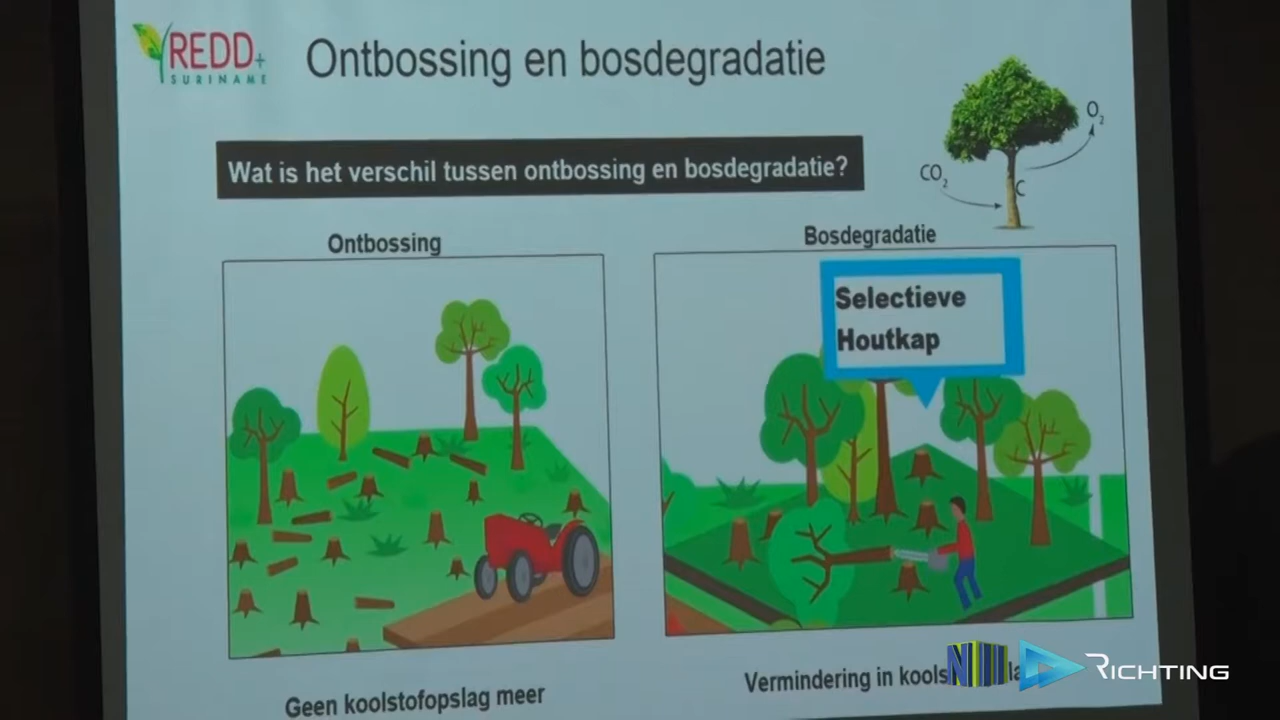 REDD+
SURINAME
Ontbossing en bosdegradatie
Wat is het verschil tussen ontbossing en bosdegradatie?
CO2
C
O2
Ontbossing
Bosdegradatie
Selectieve
Houtkap
Geen koolstofopslag meer
Vermindering in
RICHTING